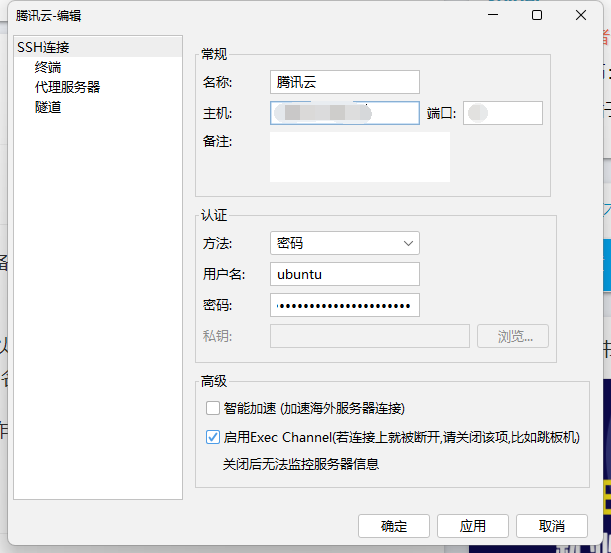 腾讯云-编辑
SSH连接
终端
代理服务器
隧道
常规
名称:
腾讯云
主机:
端口:
备注:
认证
方法:
密码
用户名:
ubuntu
密码:
私钥:
浏览...
高级
智能加速 (加速海外服务器连接)
启用Exec Channel(若连接上就被断开,请关闭该项,比如跳板机)
关闭后无法监控服务器信息
确定
应用
取消